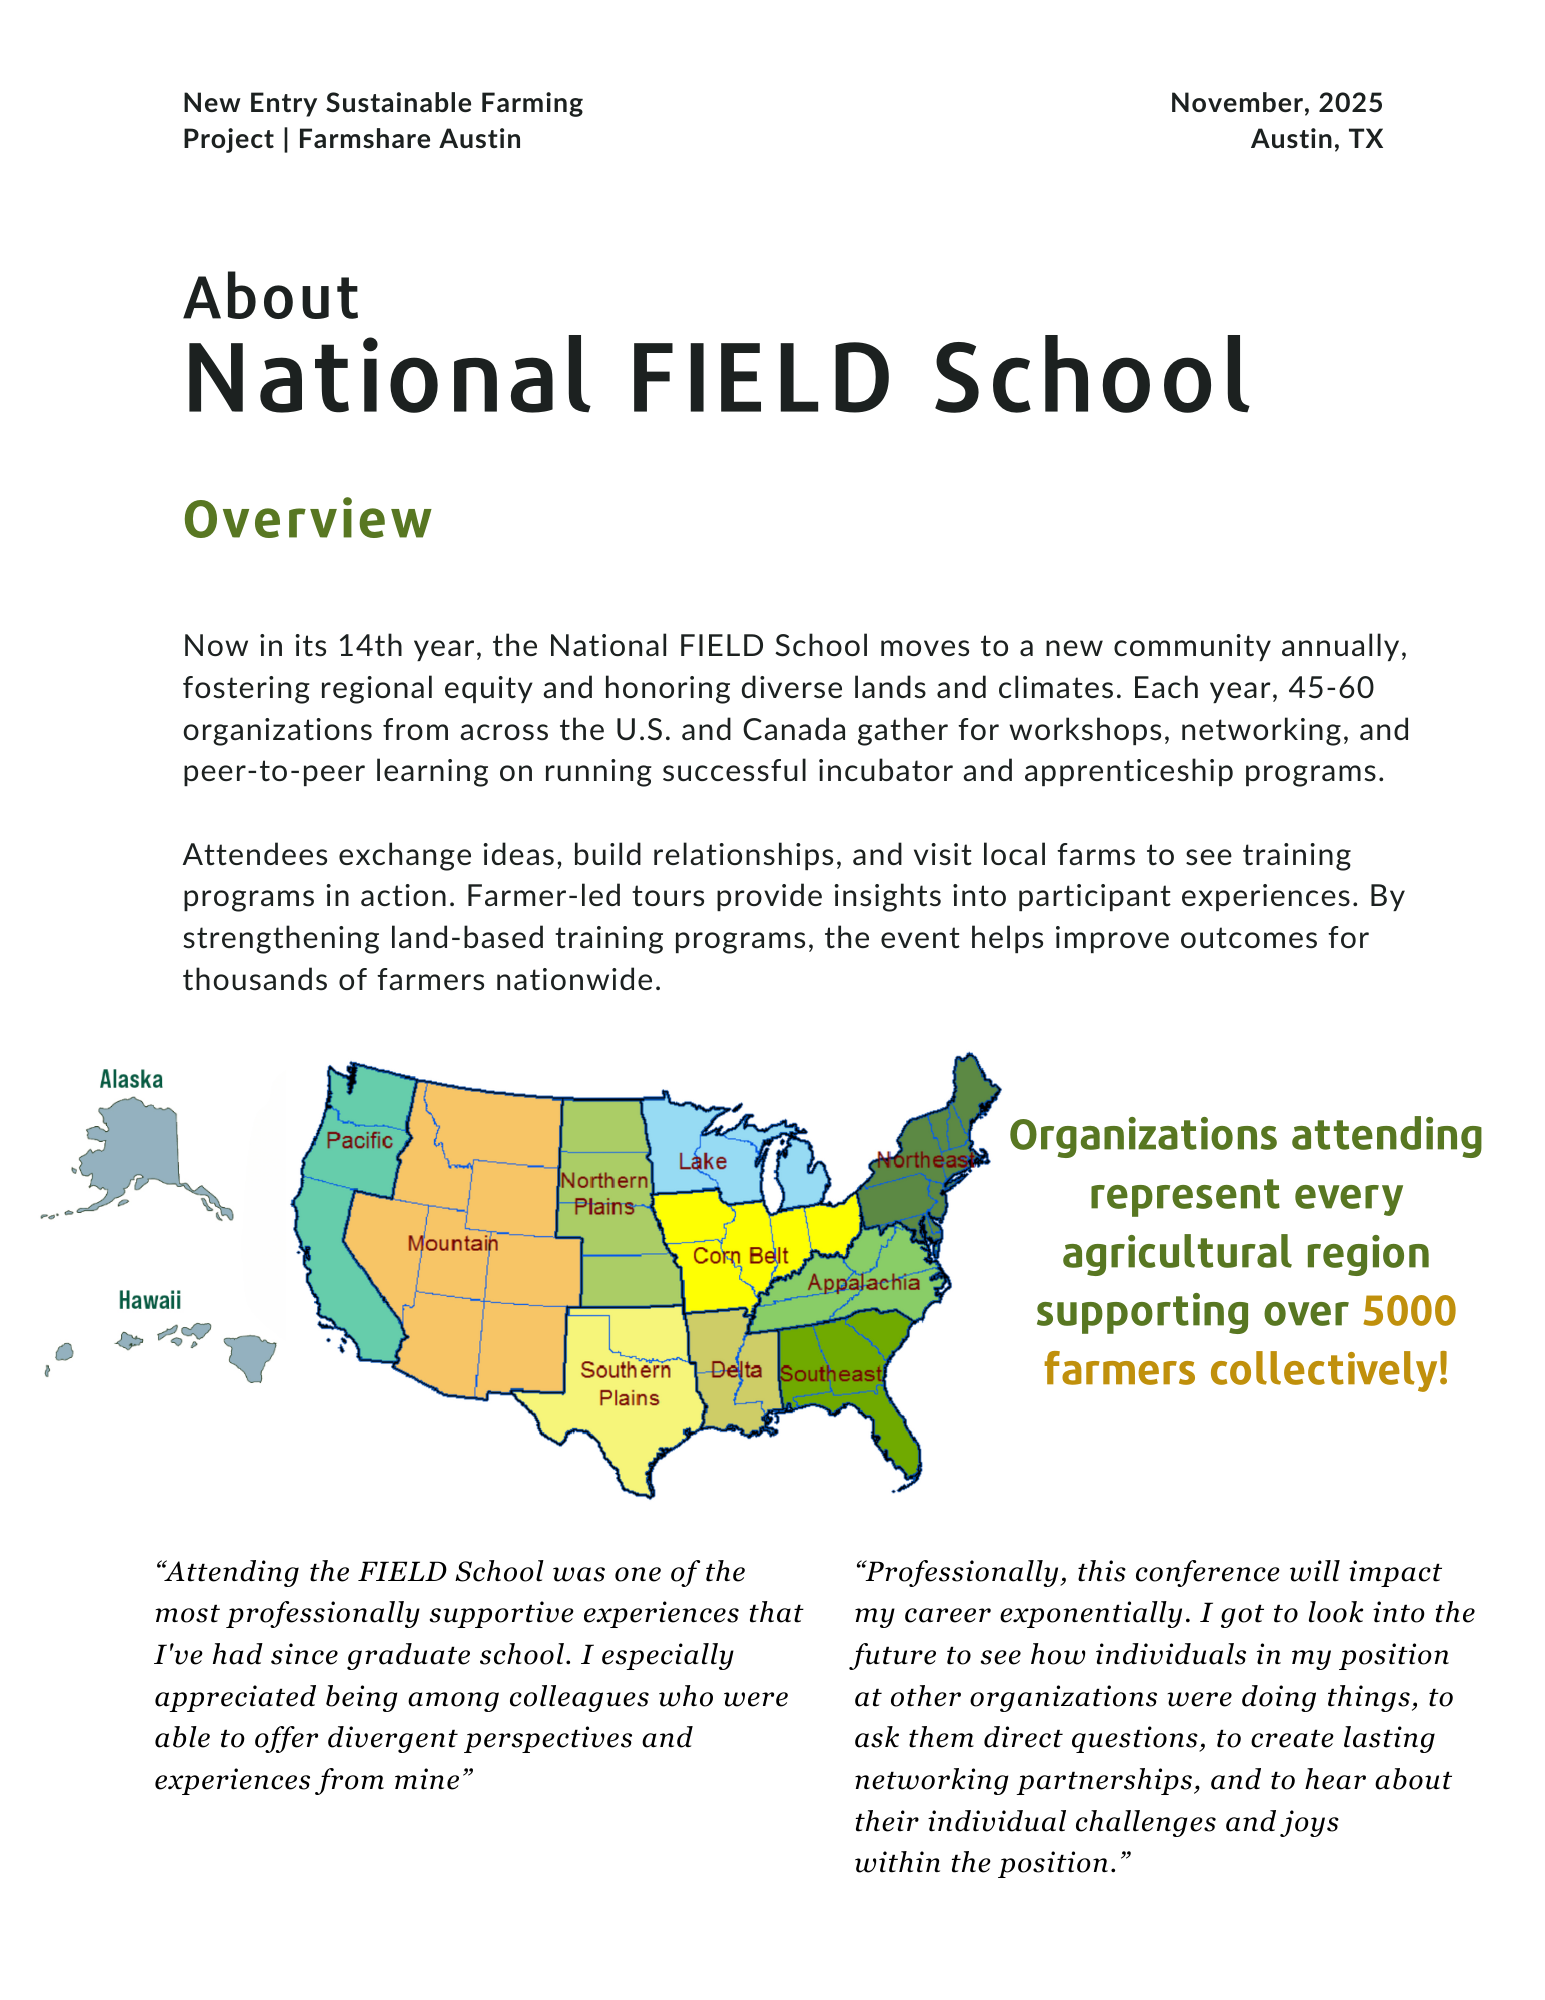 New Entry Sustainable Farming
Project | Farmshare Austin
November, 2025
Austin, TX
About
National FIELD School
Overview
Now in its 14th year, the National FIELD School moves to a new community annually,
fostering regional equity and honoring diverse lands and climates. Each year, 45-60
organizations from across the U.S. and Canada gather for workshops, networking, and
peer-to-peer learning on running successful incubator and apprenticeship programs.
Attendees exchange ideas, build relationships, and visit local farms to see training
programs in action. Farmer-led tours provide insights into participant experiences. By
strengthening land-based training programs, the event helps improve outcomes for
thousands of farmers nationwide.
Alaska
Hawaii
Pacific
Mountain
Northern
Plains
Lake
Corn Belt
Northeast
Appalachia
Southern
Plains
Delta
Southeast
Organizations attending
represent every
agricultural region
supporting over 5000
farmers collectively!
“Attending the FIELD School was one of the
most professionally supportive experiences that
I've had since graduate school. I especially
appreciated being among colleagues who were
able to offer divergent perspectives and
experiences from mine”
“Professionally, this conference will impact
my career exponentially. I got to look into the
future to see how individuals in my position
at other organizations were doing things, to
ask them direct questions, to create lasting
networking partnerships, and to hear about
their individual challenges and joys
within the position.”